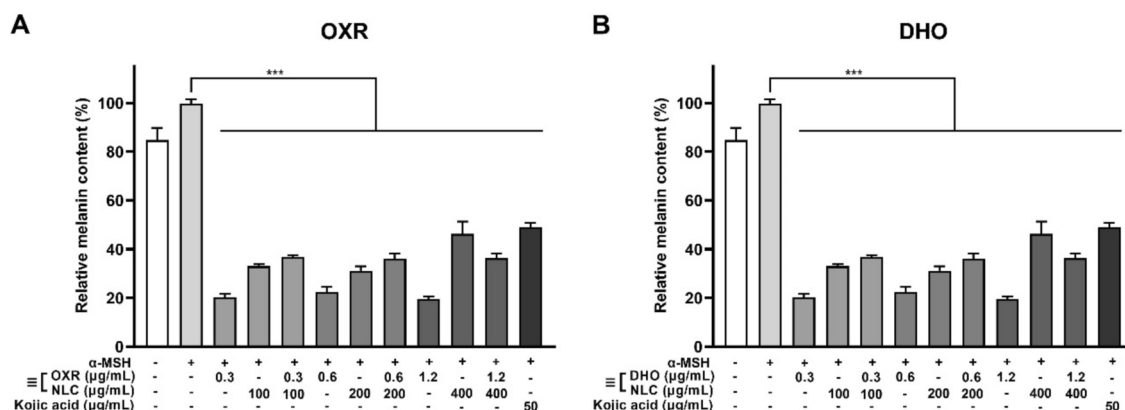 A
OXR
***
Relative melanin content (%)
100
80
60
40
20
0
α-MSH - + + + + + + + + + + +
OXR (μg/mL) - - 0.3 - 0.3 0.6 - 0.6 1.2 - 1.2 -
NLC (μg/mL) - - - 100 100 - 200 200 - 400 400 -
Kojic acid (μg/mL) - - - - - - - - - - - 50
B
DHO
***
Relative melanin content (%)
100
80
60
40
20
0
α-MSH - + + + + + + + + + + +
DHO (μg/mL) - - 0.3 - 0.3 0.6 - 0.6 1.2 - 1.2 -
NLC (μg/mL) - - - 100 100 - 200 200 - 400 400 -
Kojic acid (μg/mL) - - - - - - - - - - - 50